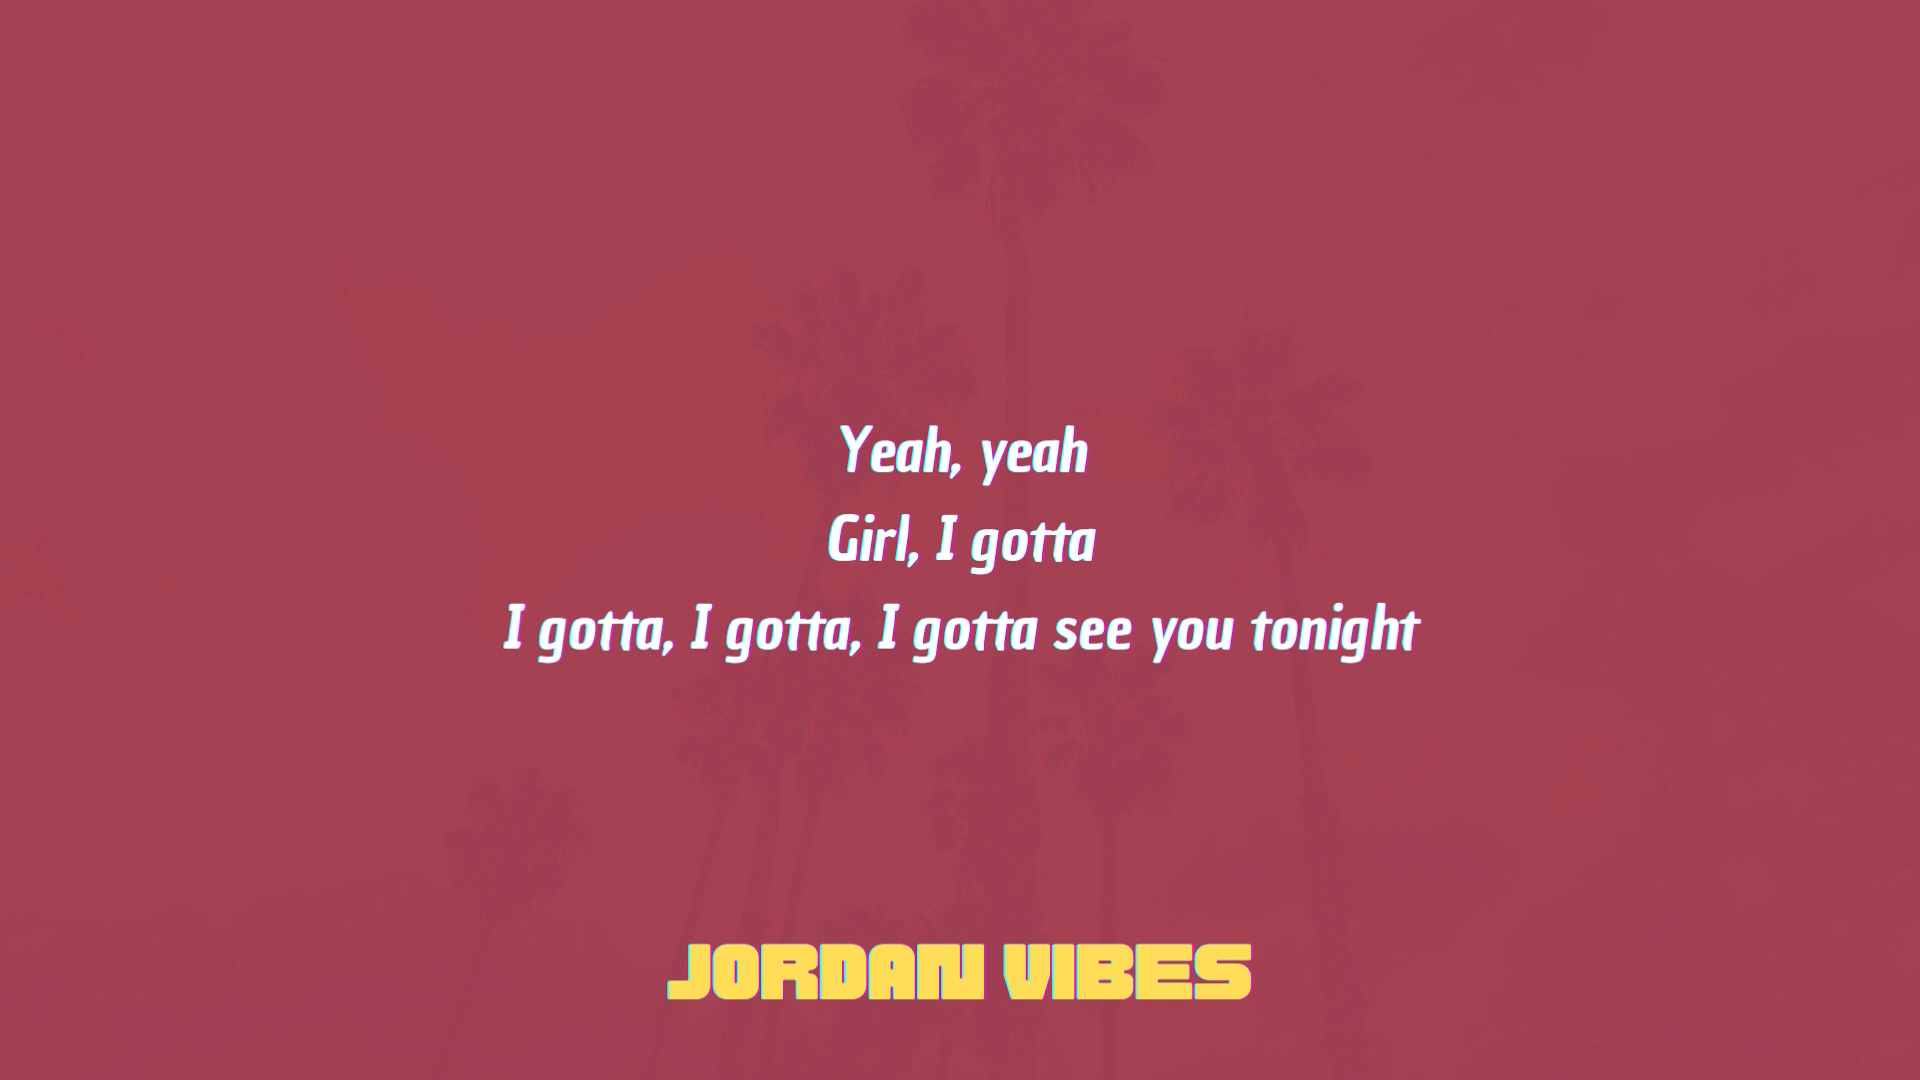 Yeah, yeah
Girl, I gotta
I gotta, I gotta, I gotta see you tonight
JORDAN VIBES